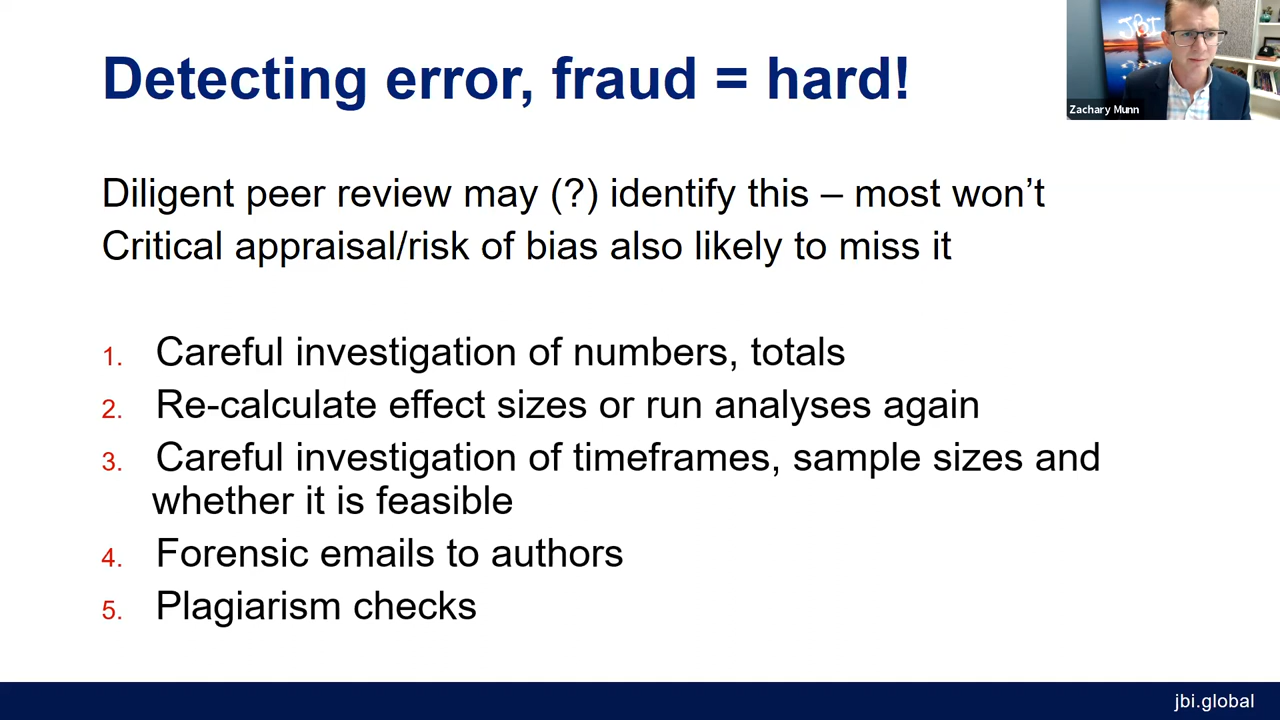 Detecting error, fraud = hard!
JBI
Zachary Munn
Diligent peer review may (?) identify this – most won’t
Critical appraisal/risk of bias also likely to miss it
1. Careful investigation of numbers, totals
2. Re-calculate effect sizes or run analyses again
3. Careful investigation of timeframes, sample sizes and
whether it is feasible
4. Forensic emails to authors
5. Plagiarism checks
jbi.global